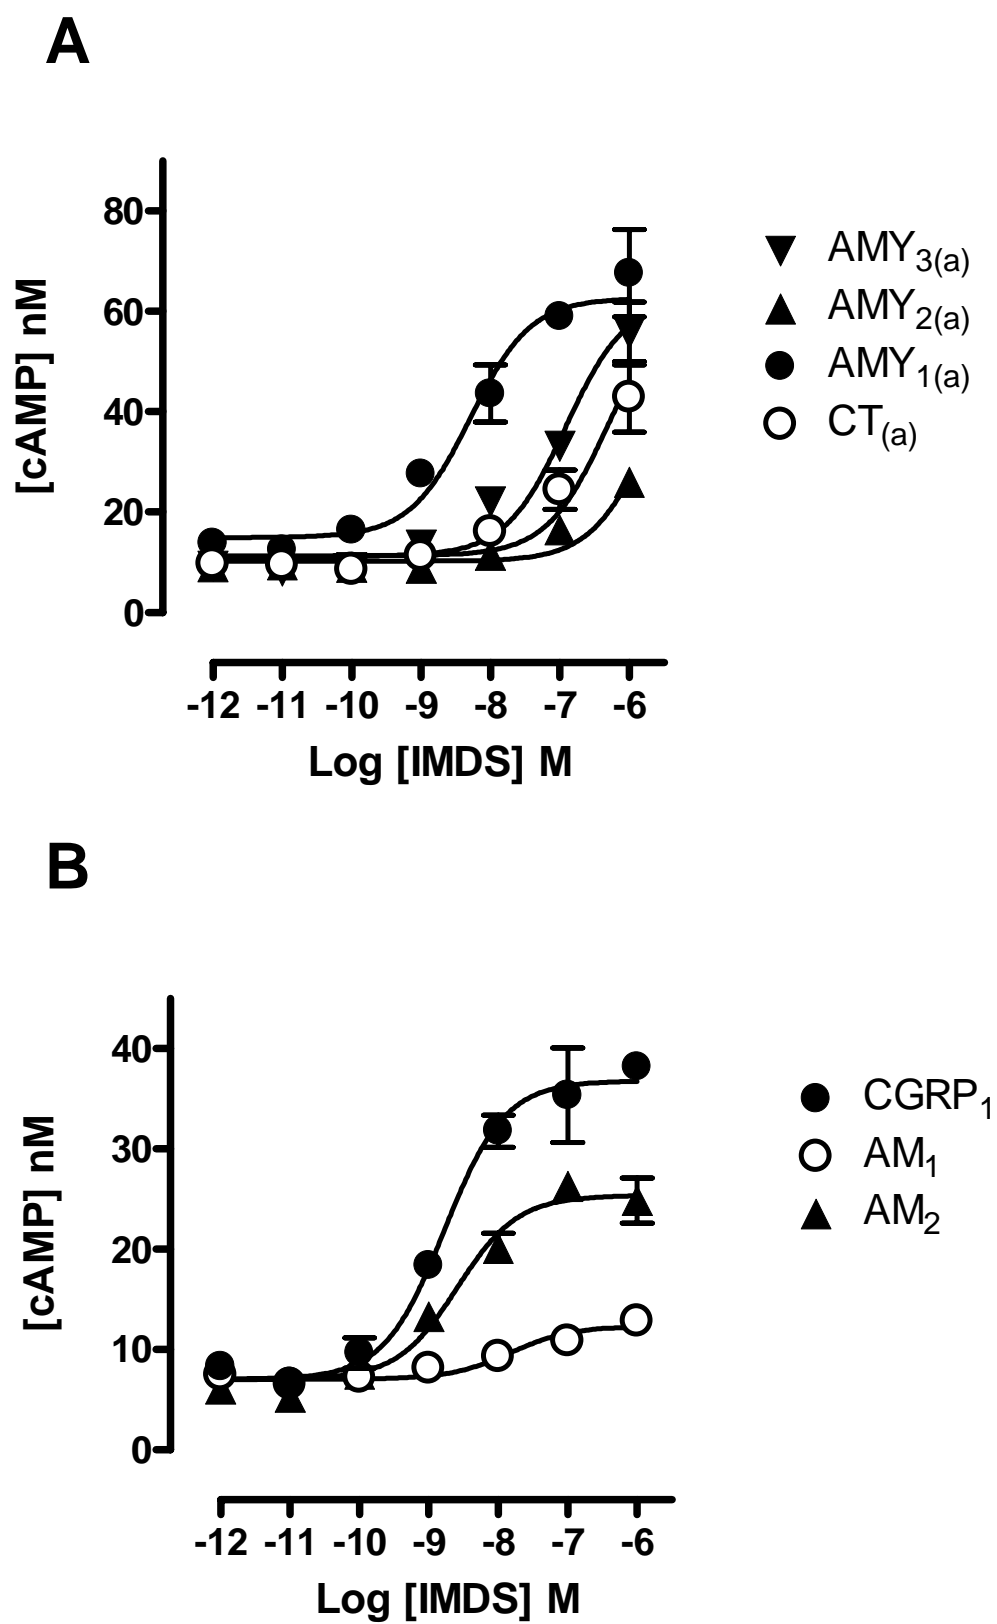 A
[cAMP] nM
80
60
40
20
0
-12 -11 -10 -9 -8 -7 -6
Log [IMDS] M
AMY3(a)
AMY2(a)
AMY1(a)
CT(a)
B
[cAMP] nM
40
30
20
10
0
-12 -11 -10 -9 -8 -7 -6
Log [IMDS] M
CGRP1
AM1
AM2